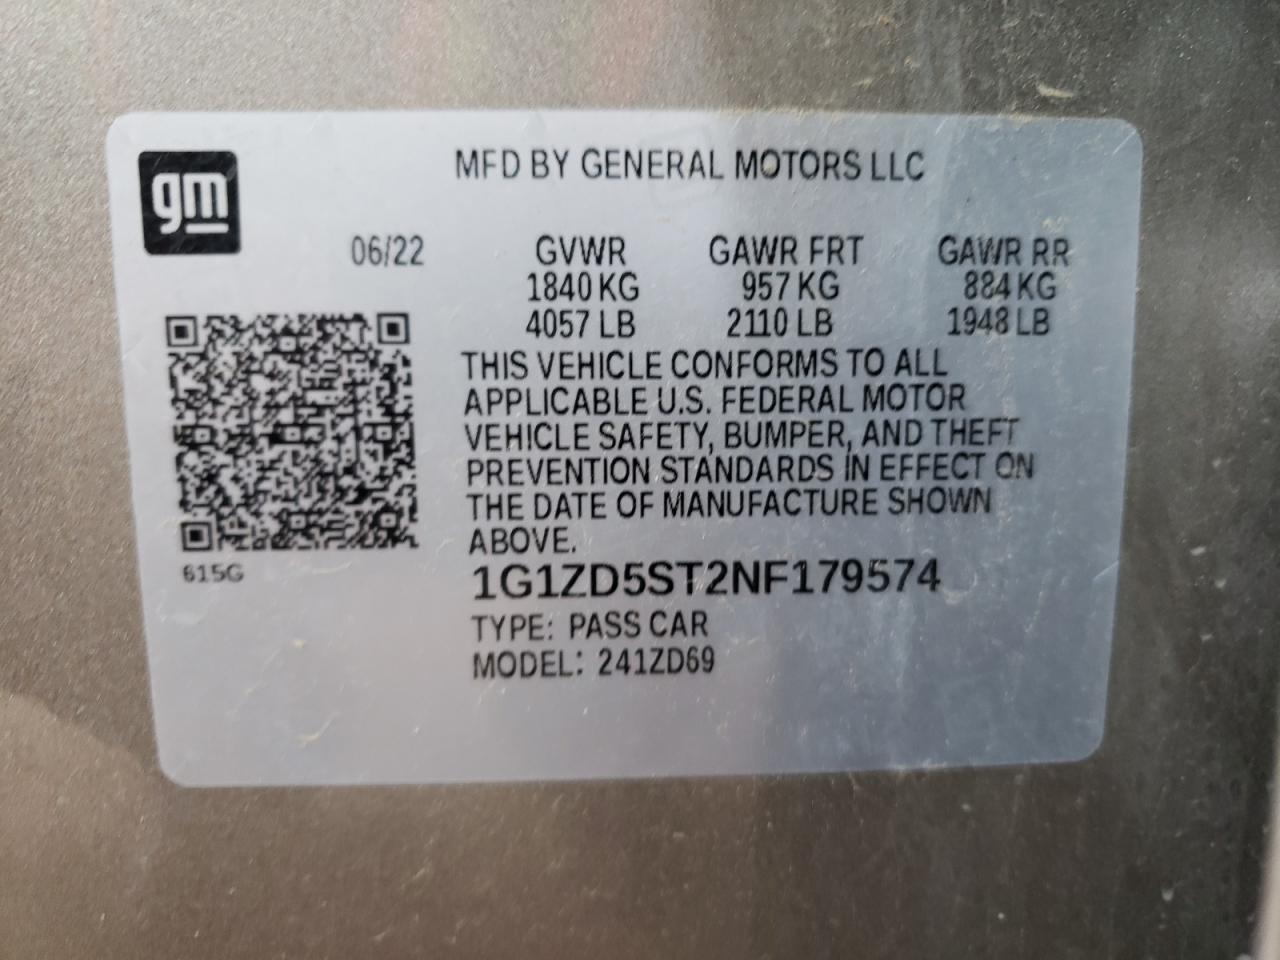 gm
MFD BY GENERAL MOTORS LLC
06/22 GVWR GAWR FRT GAWR RR
1840 KG 957 KG 884 KG
4057 LB 2110 LB 1948 LB
THIS VEHICLE CONFORMS TO ALL
APPLICABLE U.S. FEDERAL MOTOR
VEHICLE SAFETY, BUMPER, AND THEFT
PREVENTION STANDARDS IN EFFECT ON
THE DATE OF MANUFACTURE SHOWN
ABOVE.
615G
1G1ZD5ST2NF179574
TYPE: PASS CAR
MODEL: 241ZD69